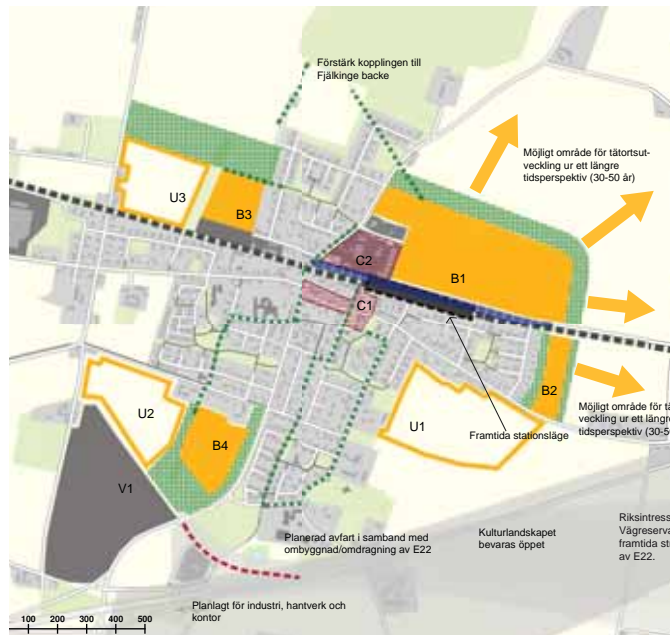 Förstärk kopplingen till
Fjälkinge backe
Möjligt område för tätortsut-
veckling ur ett längre
tidsperspektiv (30-50 år)
U3
B3
C2
B1
C1
B2
U2
U1
B4
V1
Framtida stationsläge
Möjligt område för tä
veckling ur ett längre
tidsperspektiv (30-5
Planerad avfart i samband med
ombyggnad/omdragning av E22
Kulturlandskapet
bevaras öppet
Riksintress
Vägreserva
framtida st
av E22.
Planlagt för industri, hantverk och
kontor
100 200 300 400 500